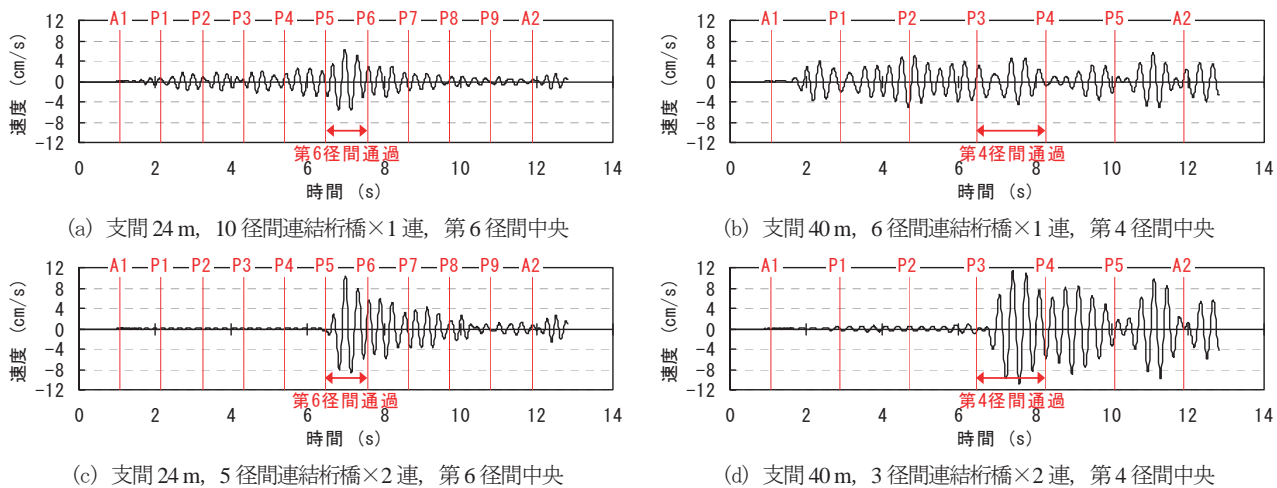 A1 P1 P2 P3 P4 P5 P6 P7 P8 P9 A2
速度 (cm/s)
12
8
4
0
-4
-8
-12
第6径間通過
0 2 4 6 8 10 12 14
時間 (s)
(a) 支間 24 m, 10 径間連結桁橋×1 連, 第 6 径間中央
A1 P1 P2 P3 P4 P5 A2
速度 (cm/s)
12
8
4
0
-4
-8
-12
第4径間通過
0 2 4 6 8 10 12 14
時間 (s)
(b) 支間 40 m, 6 径間連結桁橋×1 連, 第 4 径間中央
A1 P1 P2 P3 P4 P5 P6 P7 P8 P9 A2
速度 (cm/s)
12
8
4
0
-4
-8
-12
第6径間通過
0 2 4 6 8 10 12 14
時間 (s)
(c) 支間 24 m, 5 径間連結桁橋×2 連, 第 6 径間中央
A1 P1 P2 P3 P4 P5 A2
速度 (cm/s)
12
8
4
0
-4
-8
-12
第4径間通過
0 2 4 6 8 10 12 14
時間 (s)
(d) 支間 40 m, 3 径間連結桁橋×2 連, 第 4 径間中央